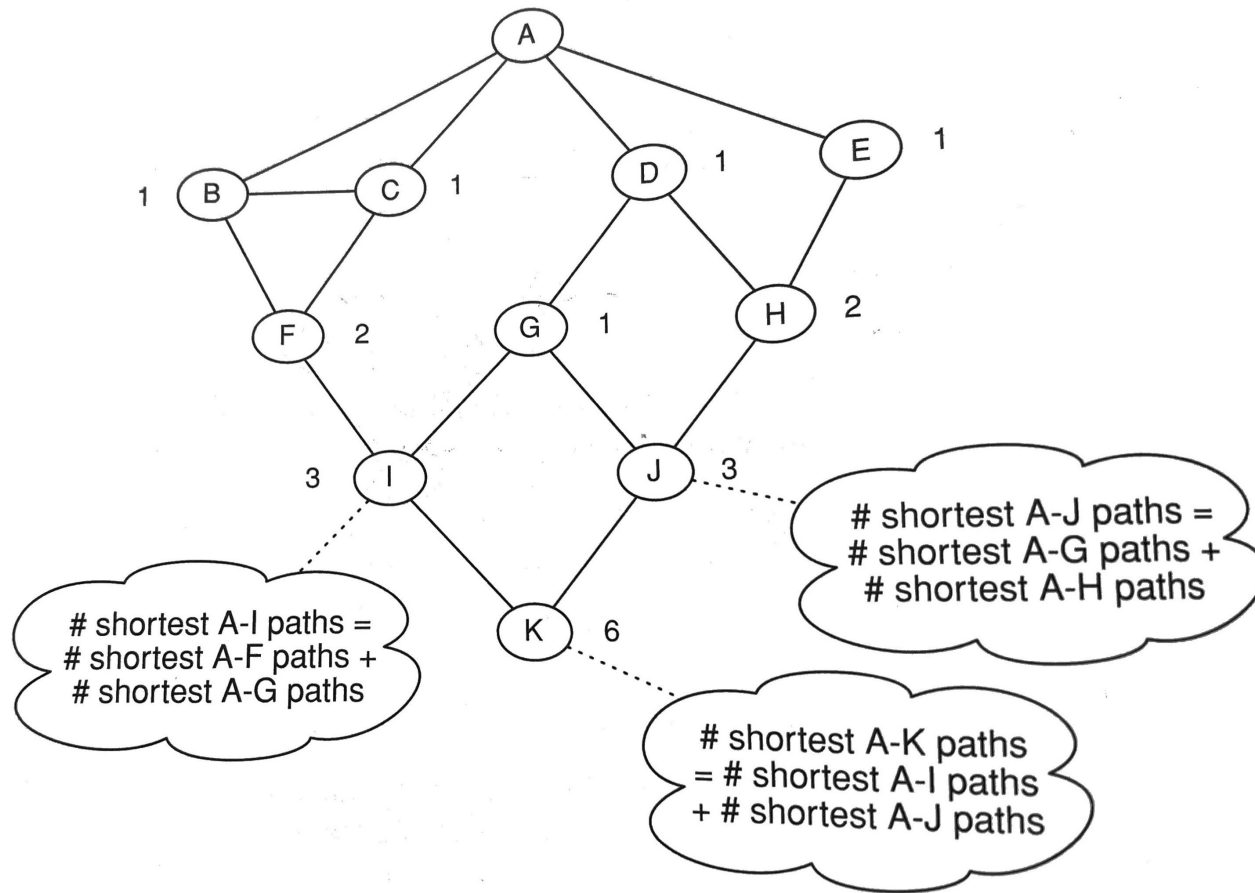 A
E 1
D 1
1 B C 1
H 2
F 2 G 1
3 I J 3
# shortest A-J paths =
# shortest A-G paths +
# shortest A-H paths
# shortest A-I paths =
# shortest A-F paths +
# shortest A-G paths
K 6
# shortest A-K paths
= # shortest A-I paths
+ # shortest A-J paths